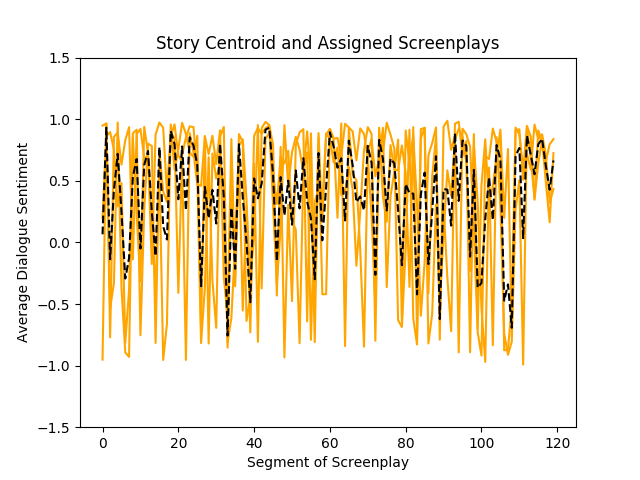 Story Centroid and Assigned Screenplays
1.5
1.0
0.5
0.0
−0.5
−1.0
−1.5
Average Dialogue Sentiment
0 20 40 60 80 100 120
Segment of Screenplay